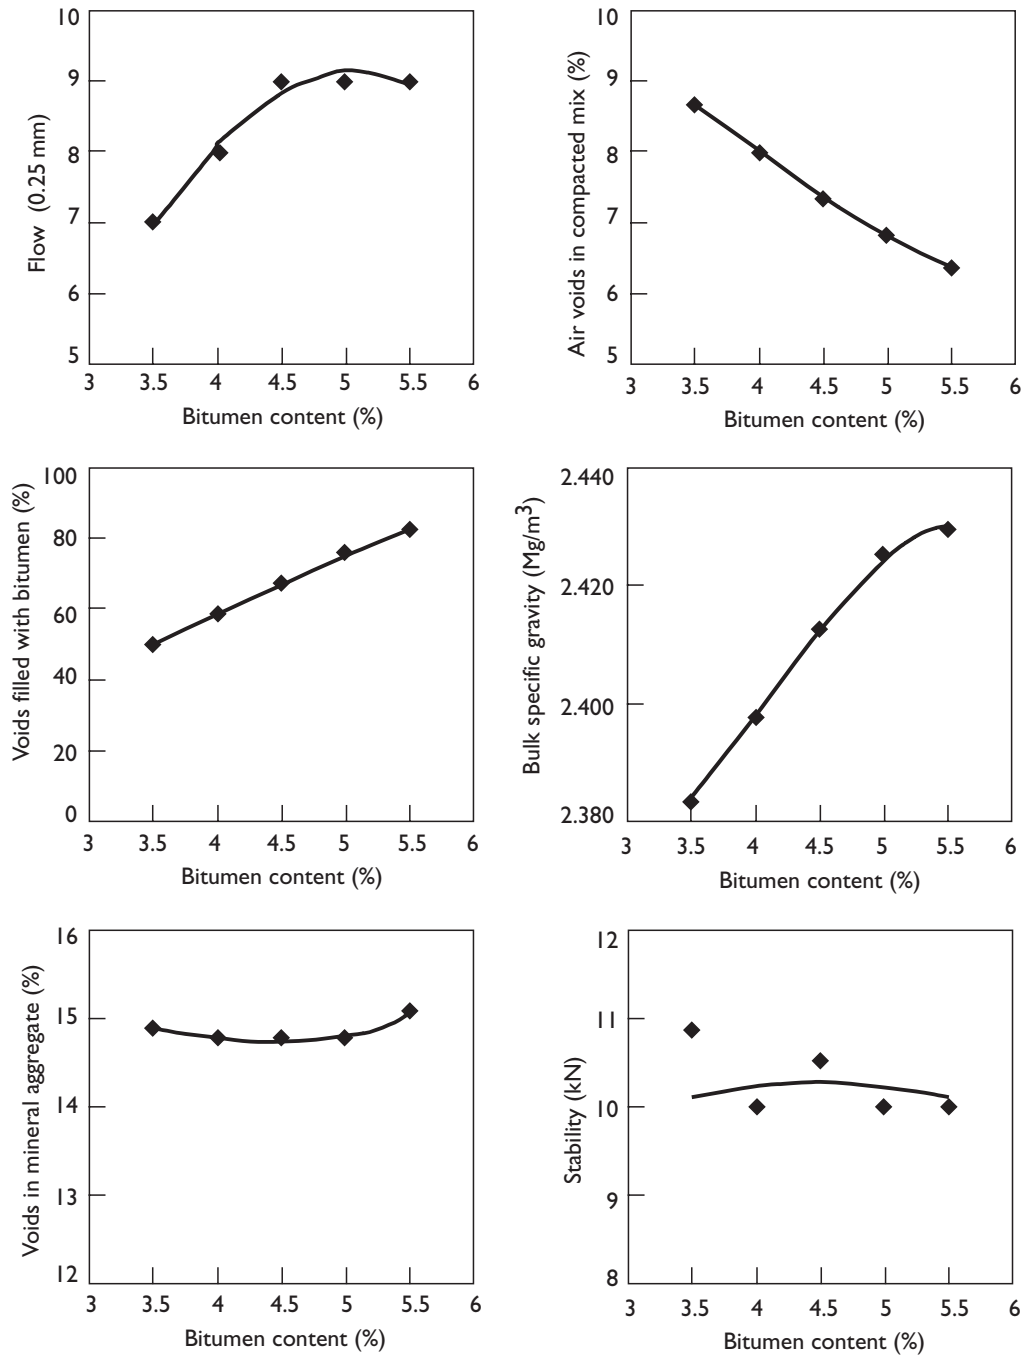 Flow (0.25 mm)
10
9
8
7
6
5
3 3.5 4 4.5 5 5.5 6
Bitumen content (%)
Air voids in compacted mix (%)
10
9
8
7
6
5
3 3.5 4 4.5 5 5.5 6
Bitumen content (%)
Voids filled with bitumen (%)
100
80
60
40
20
0
3 3.5 4 4.5 5 5.5 6
Bitumen content (%)
Bulk specific gravity (Mg/m³)
2.440
2.420
2.400
2.380
3 3.5 4 4.5 5 5.5 6
Bitumen content (%)
Voids in mineral aggregate (%)
16
15
14
13
12
3 3.5 4 4.5 5 5.5 6
Bitumen content (%)
Stability (kN)
12
11
10
9
8
3 3.5 4 4.5 5 5.5 6
Bitumen content (%)